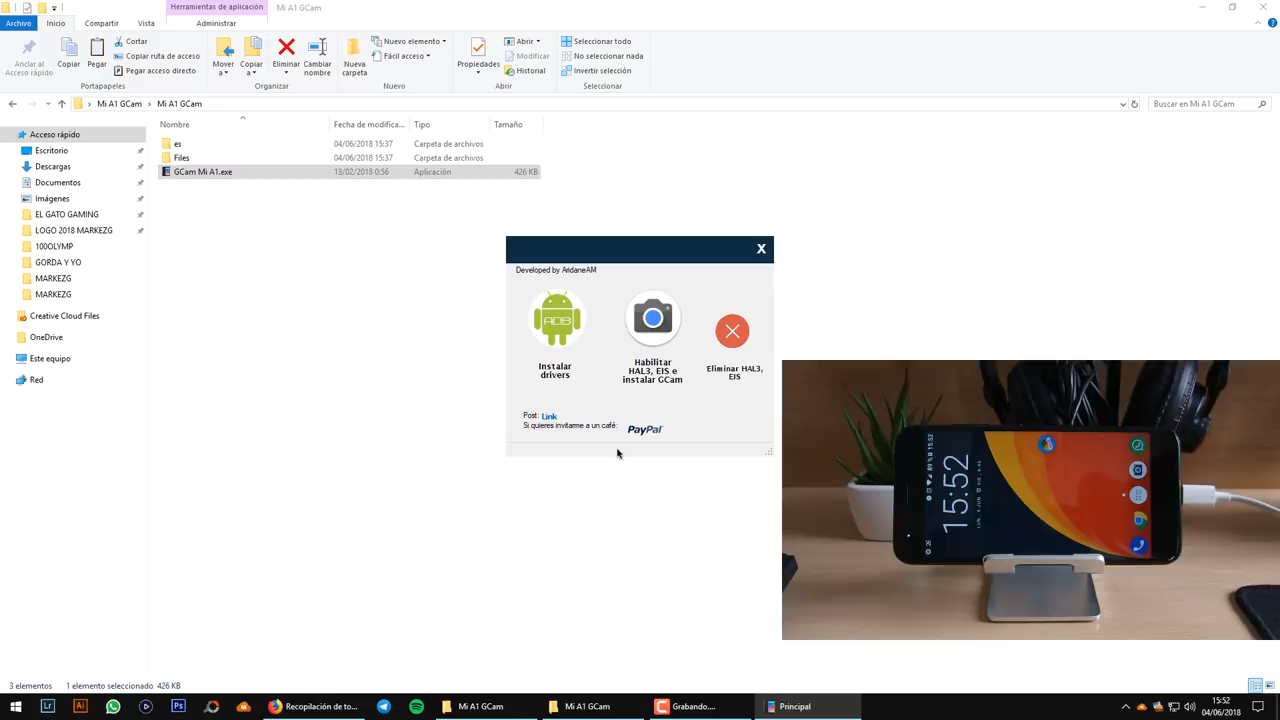 Herramientas de aplicación
Mi A1 GCam
Archivo
Inicio
Compartir
Vista
Administrar
Anclar al
Acceso rápido
Copiar
Pegar
Cortar
Copiar ruta de acceso
Pegar acceso directo
Portapapeles
Mover
a
Copiar
a
Eliminar
Cambiar
nombre
Organizar
Nueva
carpeta
Nuevo elemento
Fácil acceso
Nuevo
Propiedades
Abrir
Modificar
Historial
Abrir
Seleccionar todo
No seleccionar nada
Invertir selección
Seleccionar
Mi A1 GCam
Mi A1 GCam
Buscar en Mi A1 GCam
Nombre
Fecha de modifica...
Tipo
Tamaño
es
04/06/2018 15:37
Carpeta de archivos
Files
04/06/2018 15:37
Carpeta de archivos
GCam Mi A1.exe
13/02/2018 0:56
Aplicación
426 KB
Acceso rápido
Escritorio
Descargas
Documentos
Imágenes
EL GATO GAMING
LOGO 2018 MARKEZG
100OLYMP
GORDA Y YO
MARKEZG
MARKEZG
Creative Cloud Files
OneDrive
Este equipo
Red
X
Developed by AridaneAM
ADB
Instalar
drivers
Habilitar
HAL3, EIS e
instalar GCam
Eliminar HAL3,
EIS
Post: Link
Si quieres invitarme a un café: PayPal
15:52
89 %
15:52
3 elementos
1 elemento seleccionado 426 KB
Lr
Ai
Ps
Recopilación de to...
Mi A1 GCam
Mi A1 GCam
Grabando....
Principal
15:52
04/06/2018